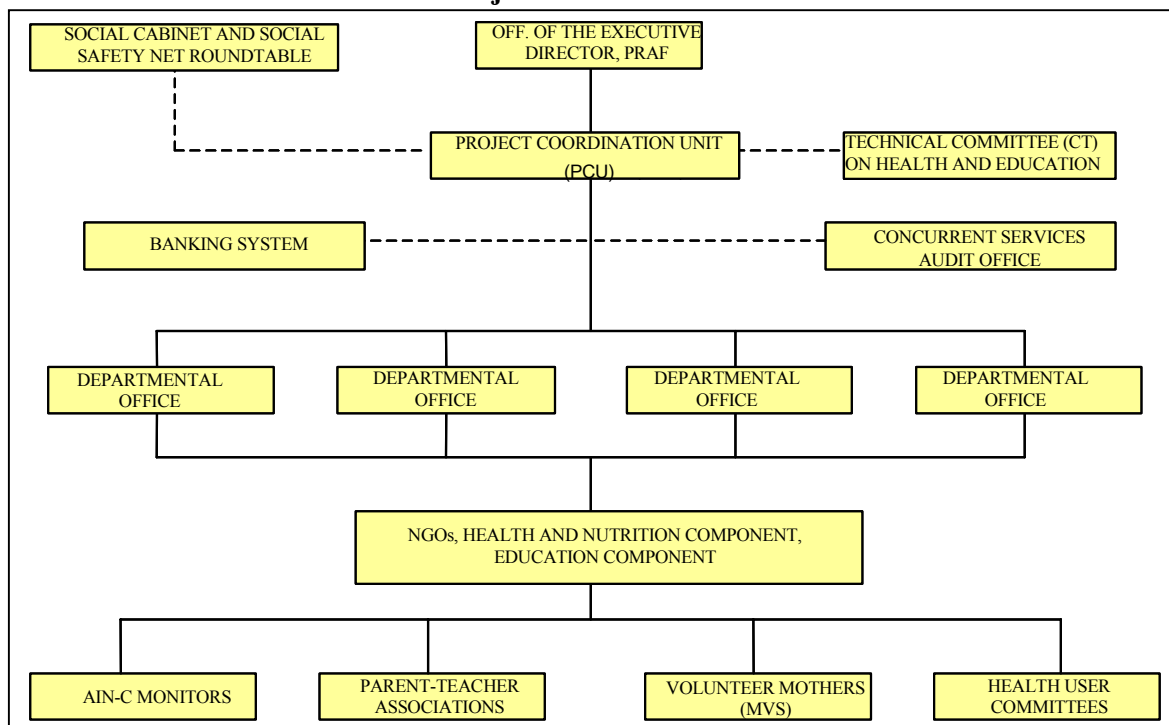 SOCIAL CABINET AND SOCIAL
SAFETY NET ROUNDTABLE
OFF. OF THE EXECUTIVE
DIRECTOR, PRAF
PROJECT COORDINATION UNIT
(PCU)
TECHNICAL COMMITTEE (CT)
ON HEALTH AND EDUCATION
BANKING SYSTEM
CONCURRENT SERVICES
AUDIT OFFICE
DEPARTMENTAL
OFFICE
DEPARTMENTAL
OFFICE
DEPARTMENTAL
OFFICE
DEPARTMENTAL
OFFICE
NGOs, HEALTH AND NUTRITION COMPONENT,
EDUCATION COMPONENT
AIN-C MONITORS
PARENT-TEACHER
ASSOCIATIONS
VOLUNTEER MOTHERS
(MVS)
HEALTH USER
COMMITTEES